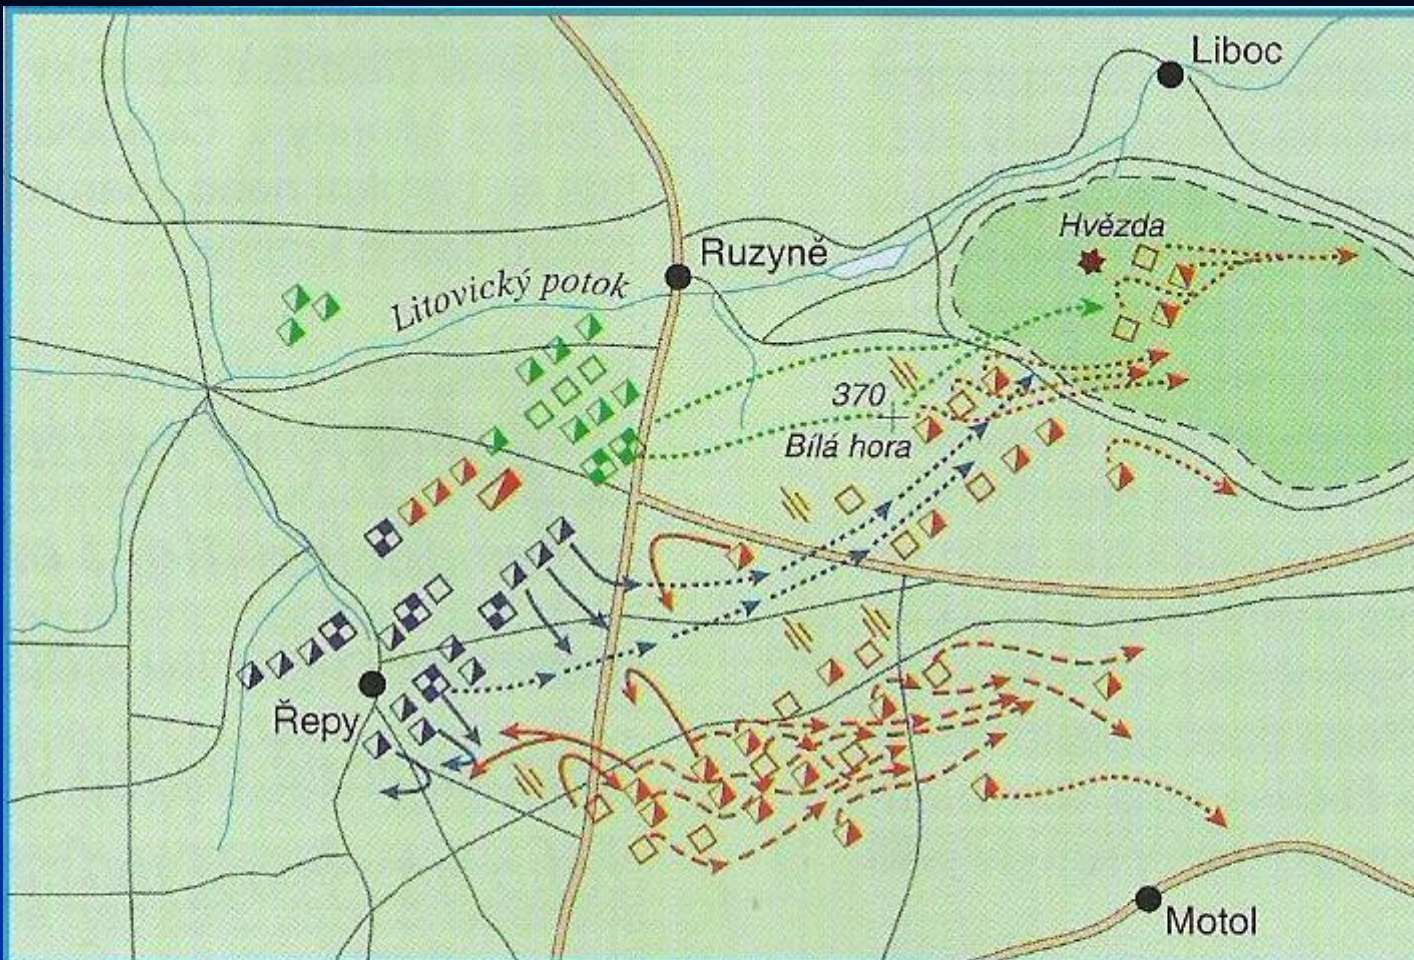 Liboc
Hvězda
Ruzyně
Litovický potok
370
Bílá hora
Řepy
Motol